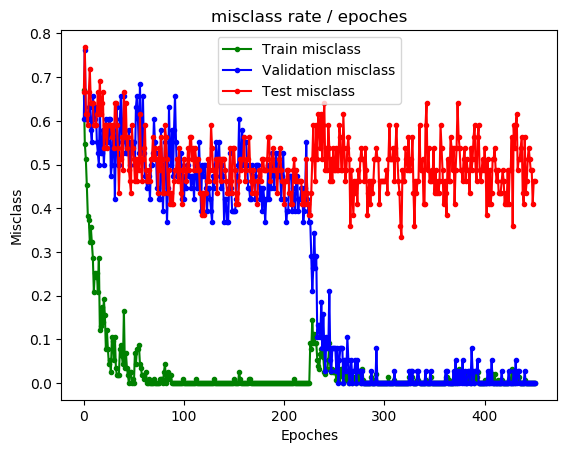 misclass rate / epoches
0.8
0.7
0.6
0.5
0.4
0.3
0.2
0.1
0.0
Misclass
Train misclass
Validation misclass
Test misclass
0 100 200 300 400
Epoches